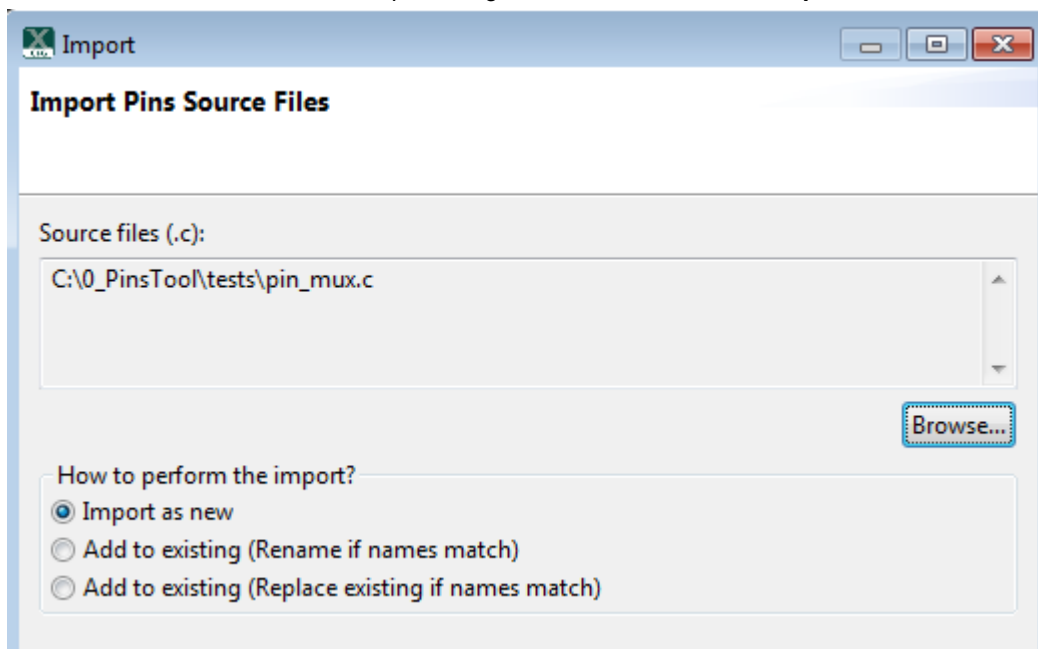 Import
Import Pins Source Files
Source files (.c):
C:\0_PinsTool\tests\pin_mux.c
Browse...
How to perform the import?
Import as new
Add to existing (Rename if names match)
Add to existing (Replace existing if names match)